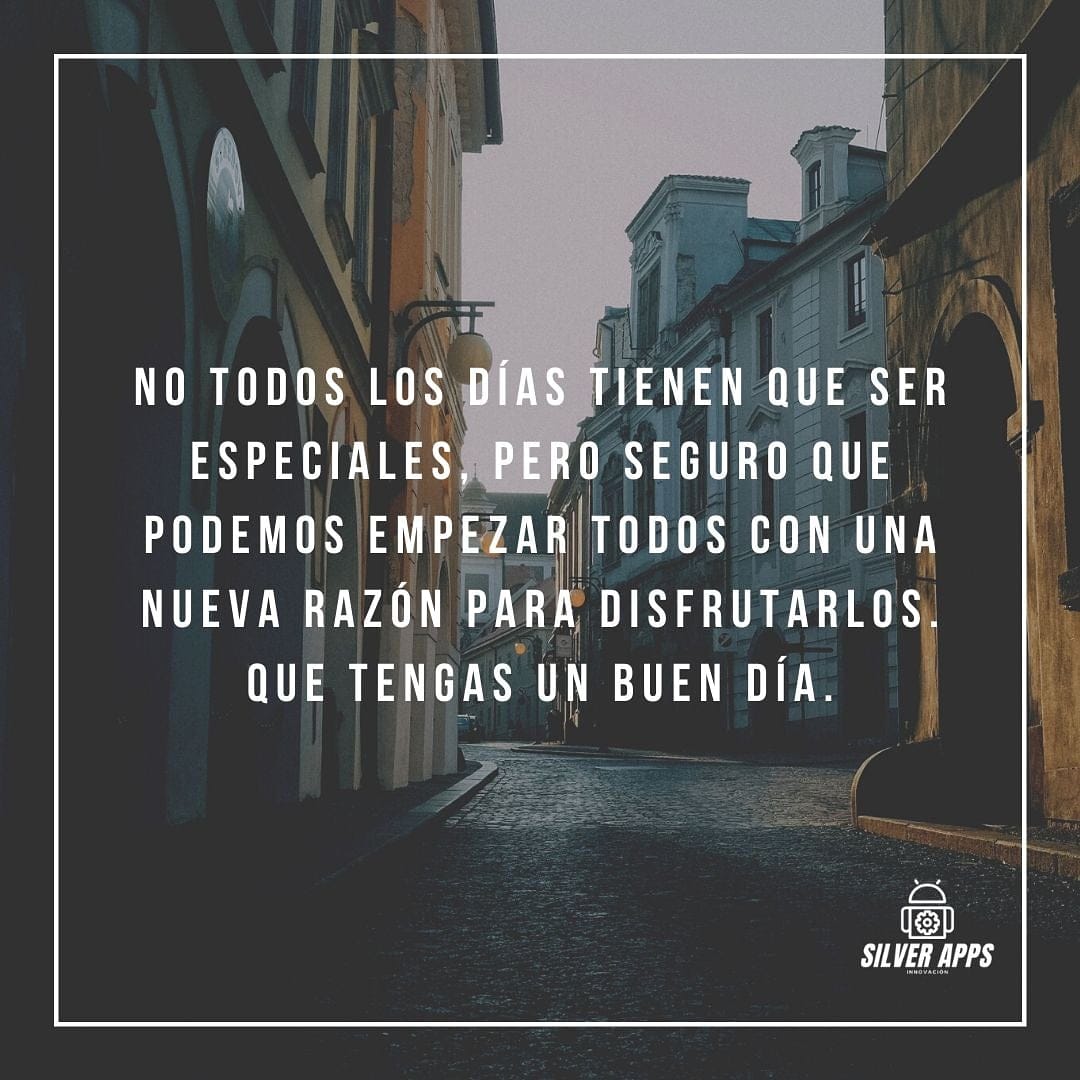 NO TODOS LOS DÍAS TIENEN QUE SER
ESPECIALES, PERO SEGURO QUE
PODEMOS EMPEZAR TODOS CON UNA
NUEVA RAZÓN PARA DISFRUTARLOS.
QUE TENGAS UN BUEN DÍA.
SILVER APPS
INNOVACIÓN